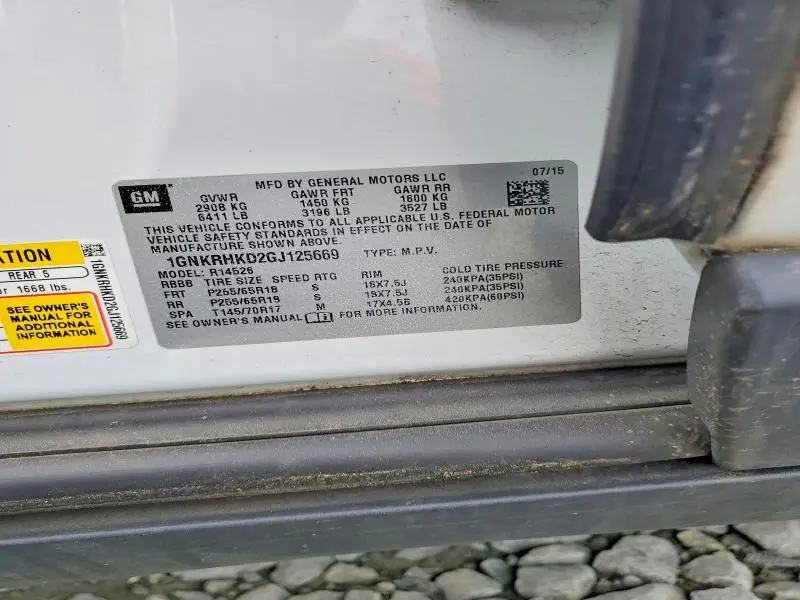 GM
MFD BY GENERAL MOTORS LLC
07/15
GVWR GAWR FRT GAWR RR
2908 KG 1450 KG 1600 KG
6411 LB 3196 LB 3527 LB
THIS VEHICLE CONFORMS TO ALL APPLICABLE U.S. FEDERAL MOTOR
VEHICLE SAFETY STANDARDS IN EFFECT ON THE DATE OF
MANUFACTURE SHOWN ABOVE.
1GNKRHKD2GJ125669 TYPE: M.P.V.
MODEL: R14526
RBBB TIRE SIZE SPEED RTG RIM COLD TIRE PRESSURE
FRT P255/65R18 S 18X7.5J 240KPA(35PSI)
RR P255/65R18 S 18X7.5J 240KPA(35PSI)
SPA T145/70R17 M 17X4.5B 420KPA(60PSI)
SEE OWNER'S MANUAL FOR MORE INFORMATION.
REAR 5
1668 lbs.
SEE OWNER'S
MANUAL FOR
ADDITIONAL
INFORMATION
1GNKRHKD2GJ125669